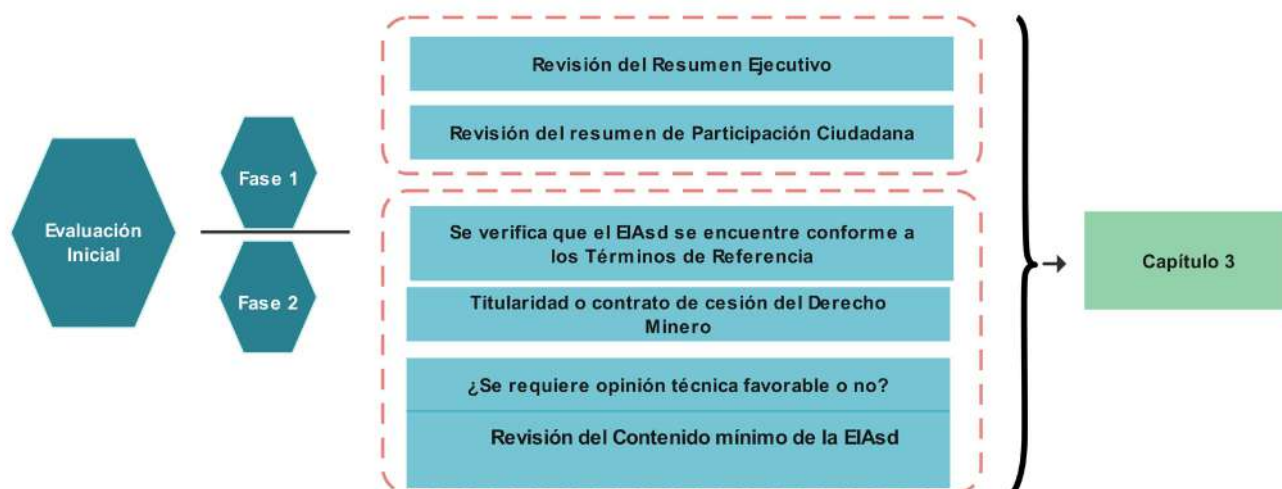 Evaluación
Inicial
Fase 1
Fase 2
Revisión del Resumen Ejecutivo
Revisión del resumen de Participación Ciudadana
Se verifica que el EIAsd se encuentre conforme a
los Términos de Referencia
Titularidad o contrato de cesión del Derecho
Minero
¿Se requiere opinión técnica favorable o no?
Revisión del Contenido mínimo de la EIAsd
Capítulo 3